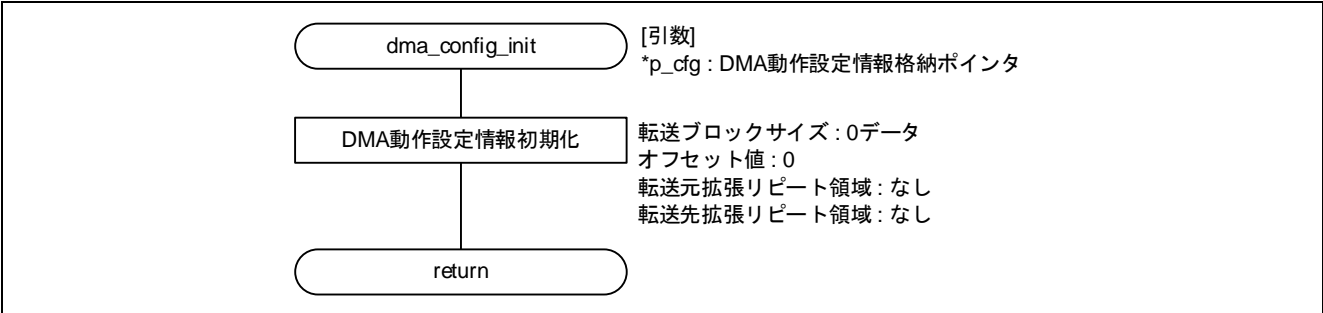 dma_config_init
[引数]
*p_cfg : DMA動作設定情報格納ポインタ
DMA動作設定情報初期化
転送ブロックサイズ : 0データ
オフセット値 : 0
転送元拡張リピート領域 : なし
転送先拡張リピート領域 : なし
return